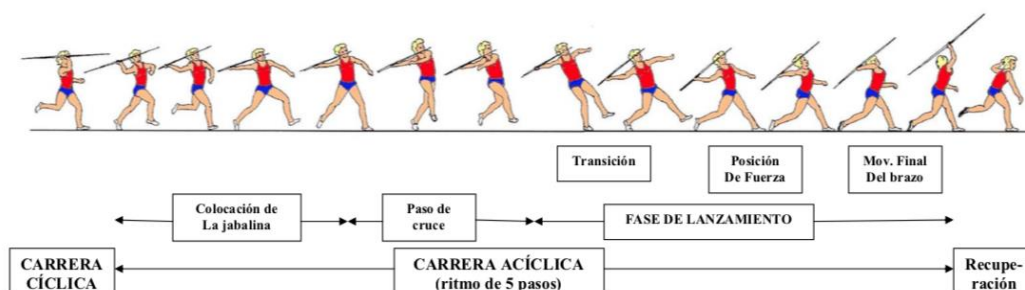 Transición
Posición
De Fuerza
Mov. Final
Del brazo
Colocación de
La jabalina
Paso de
cruce
FASE DE LANZAMIENTO
CARRERA
CÍCLICA
CARRERA ACÍCLICA
(ritmo de 5 pasos)
Recupe-
ración